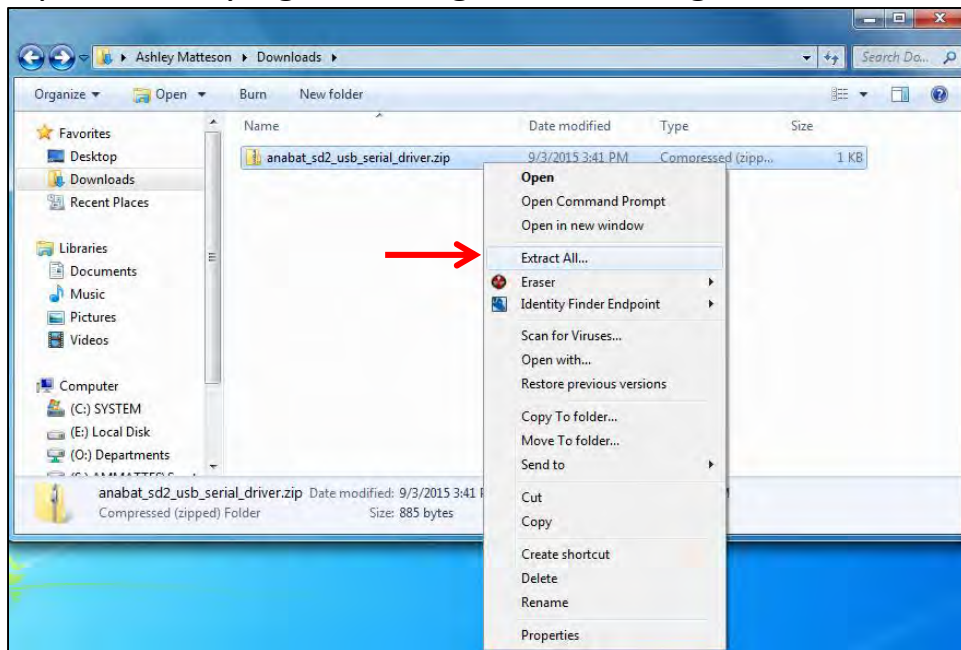 Ashley Matteson ▸ Downloads ▸
Search Do...
Organize
Open
Burn
New folder
Name
Date modified
Type
Size
Favorites
Desktop
Downloads
Recent Places
Libraries
Documents
Music
Pictures
Videos
Computer
(C:) SYSTEM
(E:) Local Disk
(O:) Departments
anabat_sd2_usb_serial_driver.zip
9/3/2015 3:41 PM
Compressed (zipp...
1 KB
Open
Open Command Prompt
Open in new window
Extract All...
Eraser
Identity Finder Endpoint
Scan for Viruses...
Open with...
Restore previous versions
Copy To folder...
Move To folder...
Send to
Cut
Copy
Create shortcut
Delete
Rename
Properties
anabat_sd2_usb_serial_driver.zip Date modified: 9/3/2015 3:41
Compressed (zipped) Folder Size: 885 bytes